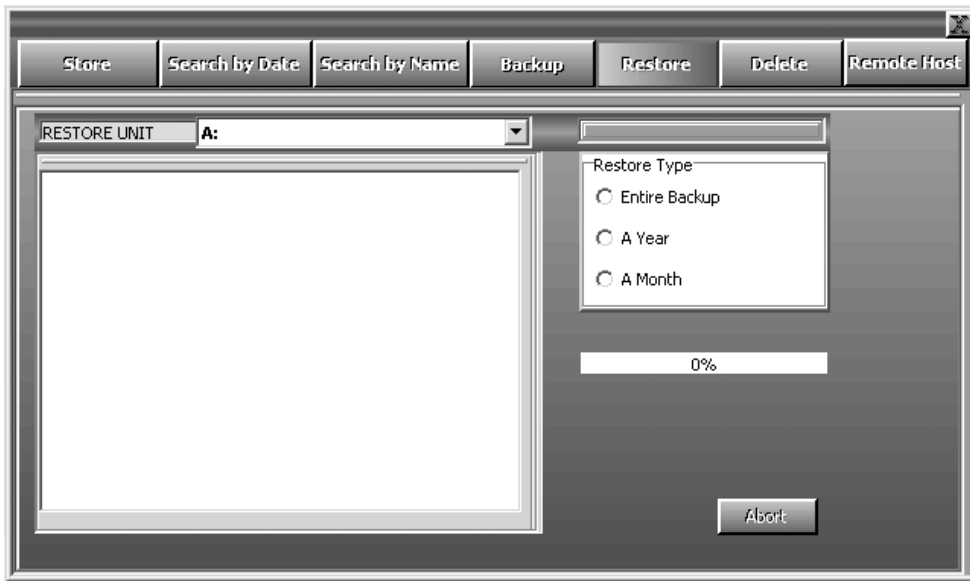 X
Store Search by Date Search by Name Backup Restore Delete Remote Host
RESTORE UNIT A:
Restore Type
Entire Backup
A Year
A Month
0%
Abort